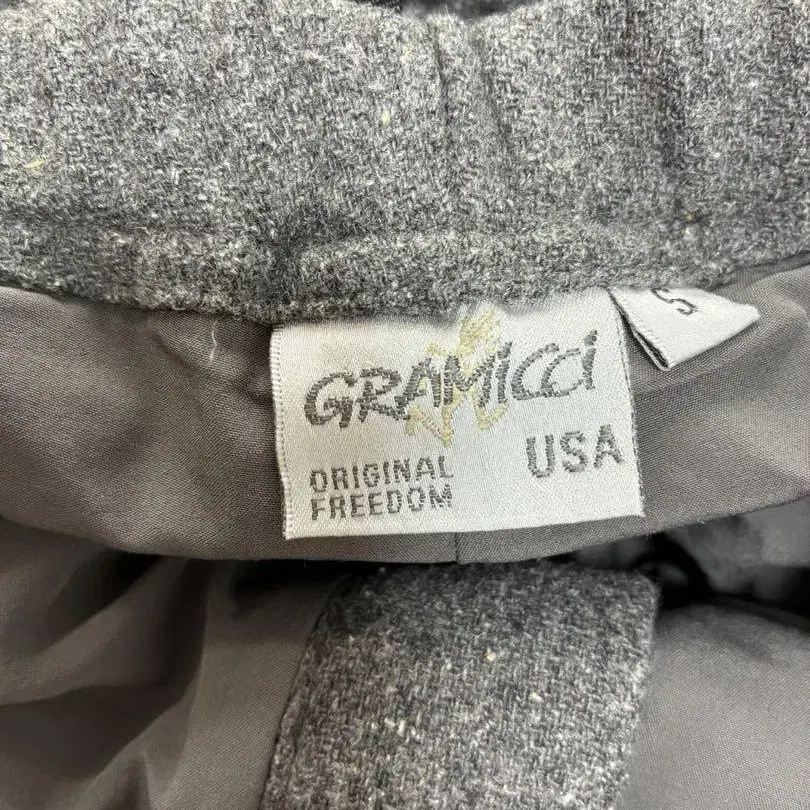 GRAMiCCi
ORIGINAL
FREEDOM
USA
S